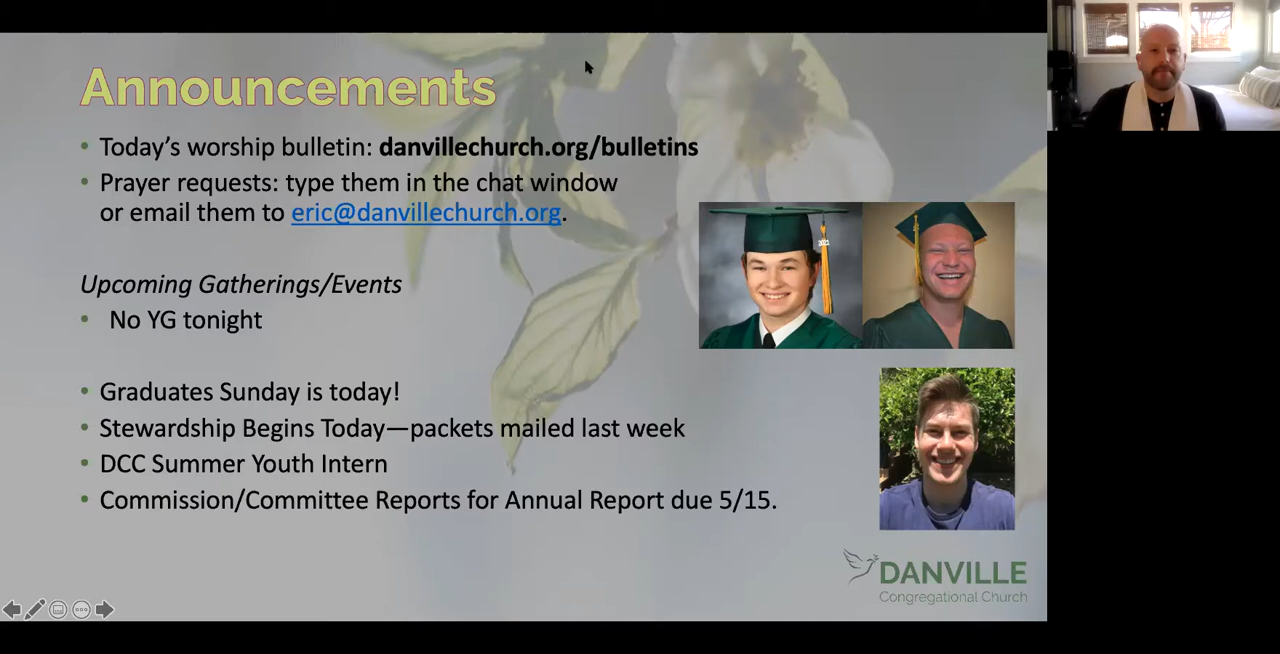 Announcements
• Today's worship bulletin: danvillechurch.org/bulletins
• Prayer requests: type them in the chat window
or email them to eric@danvillechurch.org.
Upcoming Gatherings/Events
• No YG tonight
2021
• Graduates Sunday is today!
• Stewardship Begins Today—packets mailed last week
• DCC Summer Youth Intern
• Commission/Committee Reports for Annual Report due 5/15.
DANVILLE
Congregational Church